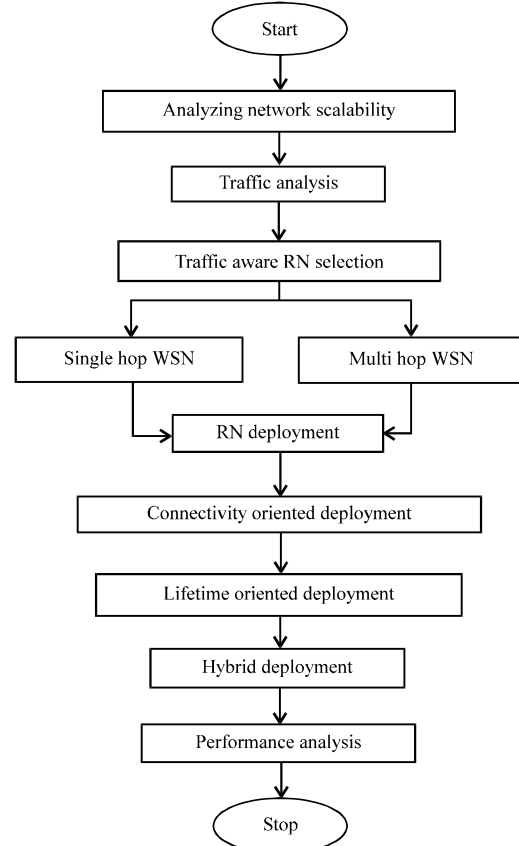 Start
Analyzing network scalability
Traffic analysis
Traffic aware RN selection
Single hop WSN
Multi hop WSN
RN deployment
Connectivity oriented deployment
Lifetime oriented deployment
Hybrid deployment
Performance analysis
Stop